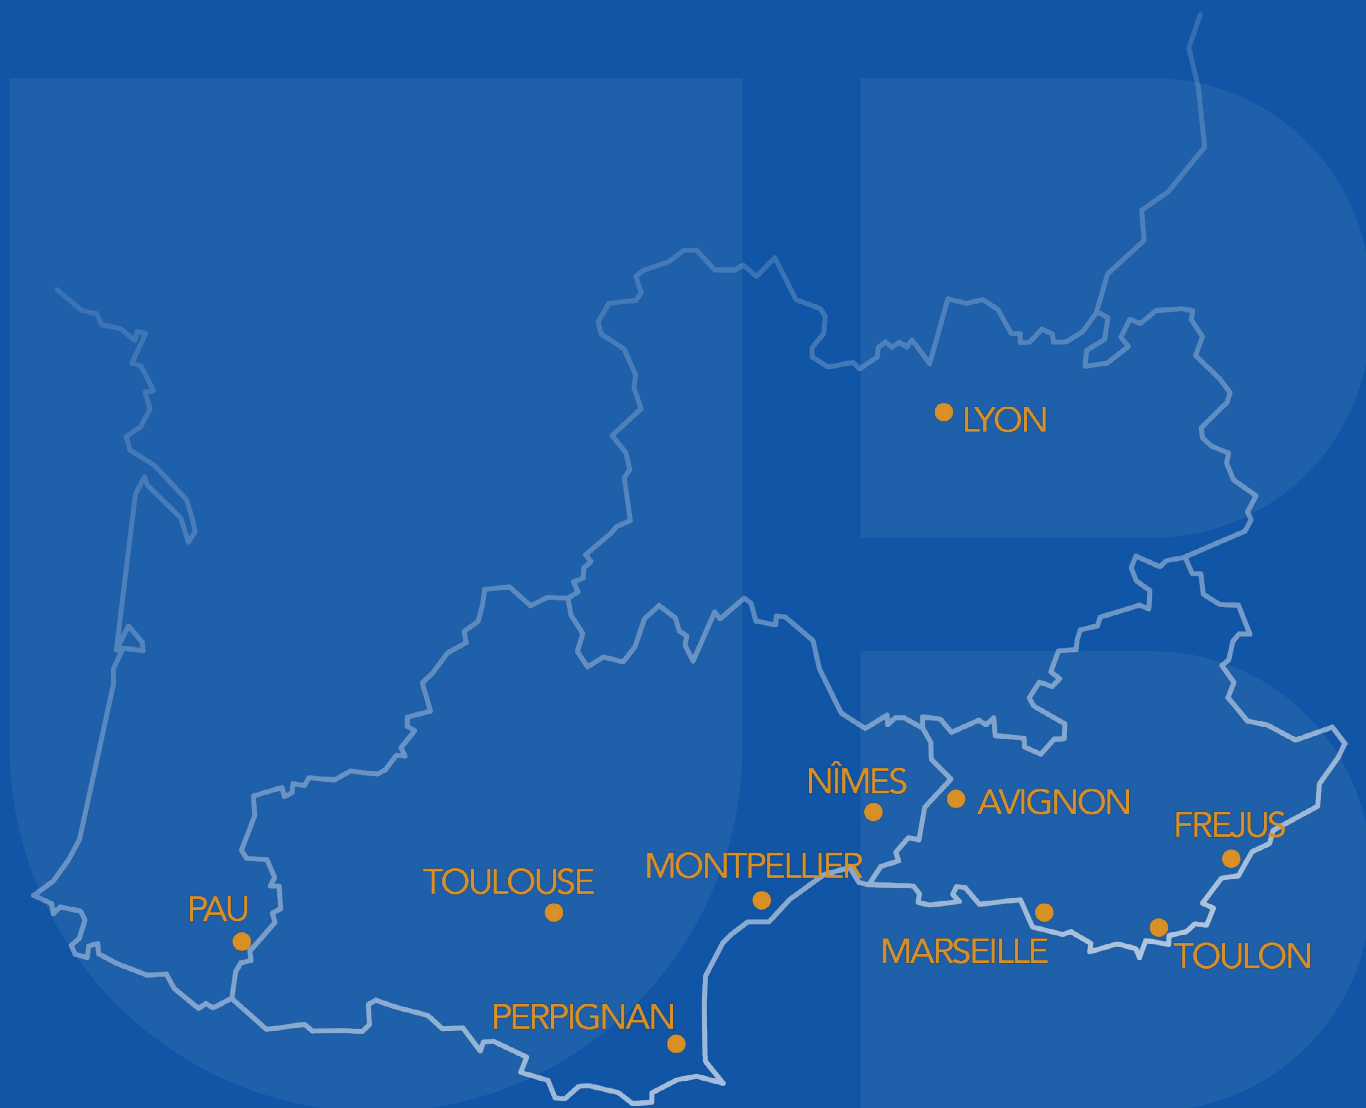 LYON
NÎMES
AVIGNON
FREJUS
MONTPELLIER
TOULOUSE
PAU
MARSEILLE
TOULON
PERPIGNAN